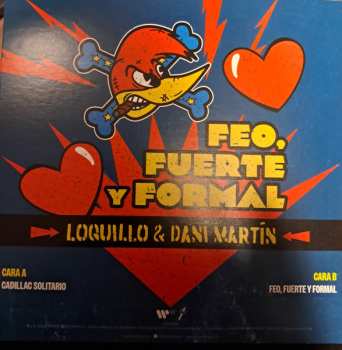 FEO,
FUERTE
Y FORMAL
LOQUILLO & DANI MARTÍN
CARA A
CADILLAC SOLITARIO
CARA B
FEO, FUERTE Y FORMAL